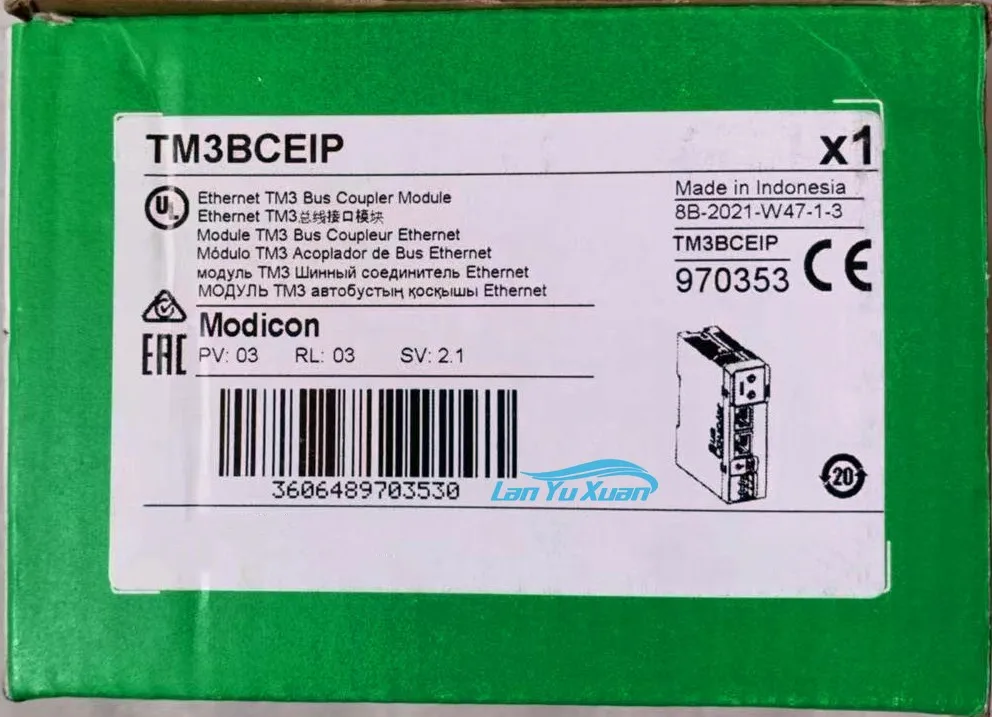 TM3BCEIP
x1
UL
Ethernet TM3 Bus Coupler Module
Ethernet TM3总线接口模块
Module TM3 Bus Coupleur Ethernet
Módulo TM3 Acoplador de Bus Ethernet
модуль TM3 Шинный соединитель Ethernet
МОДУЛЬ TM3 автобустың қосқышы Ethernet
Made in Indonesia
8B-2021-W47-1-3
TM3BCEIP
970353
CE
EAC
Modicon
PV: 03 RL: 03 SV: 2.1
3606489703530
Lan Yu Xuan
20